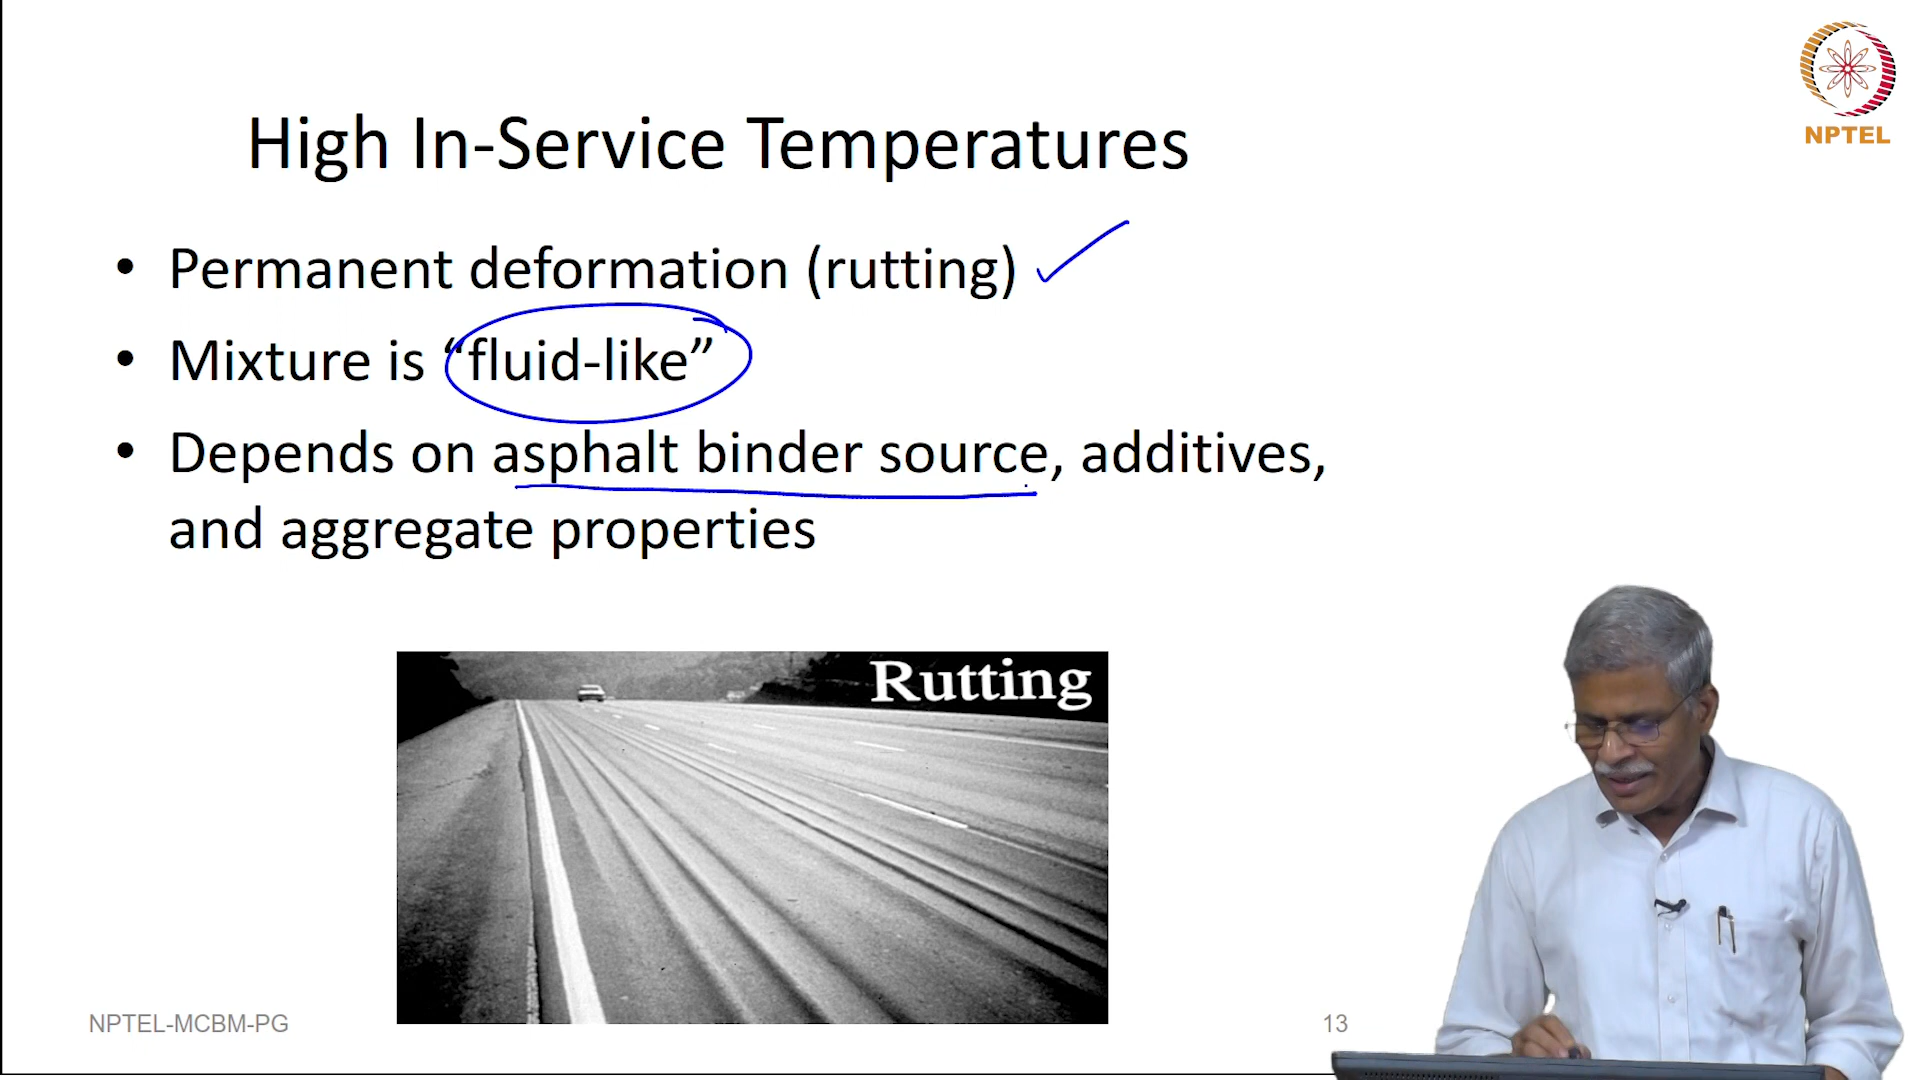 NPTEL
High In-Service Temperatures
• Permanent deformation (rutting)
• Mixture is “fluid-like”
• Depends on asphalt binder source, additives,
and aggregate properties
Rutting
NPTEL-MCBM-PG
13